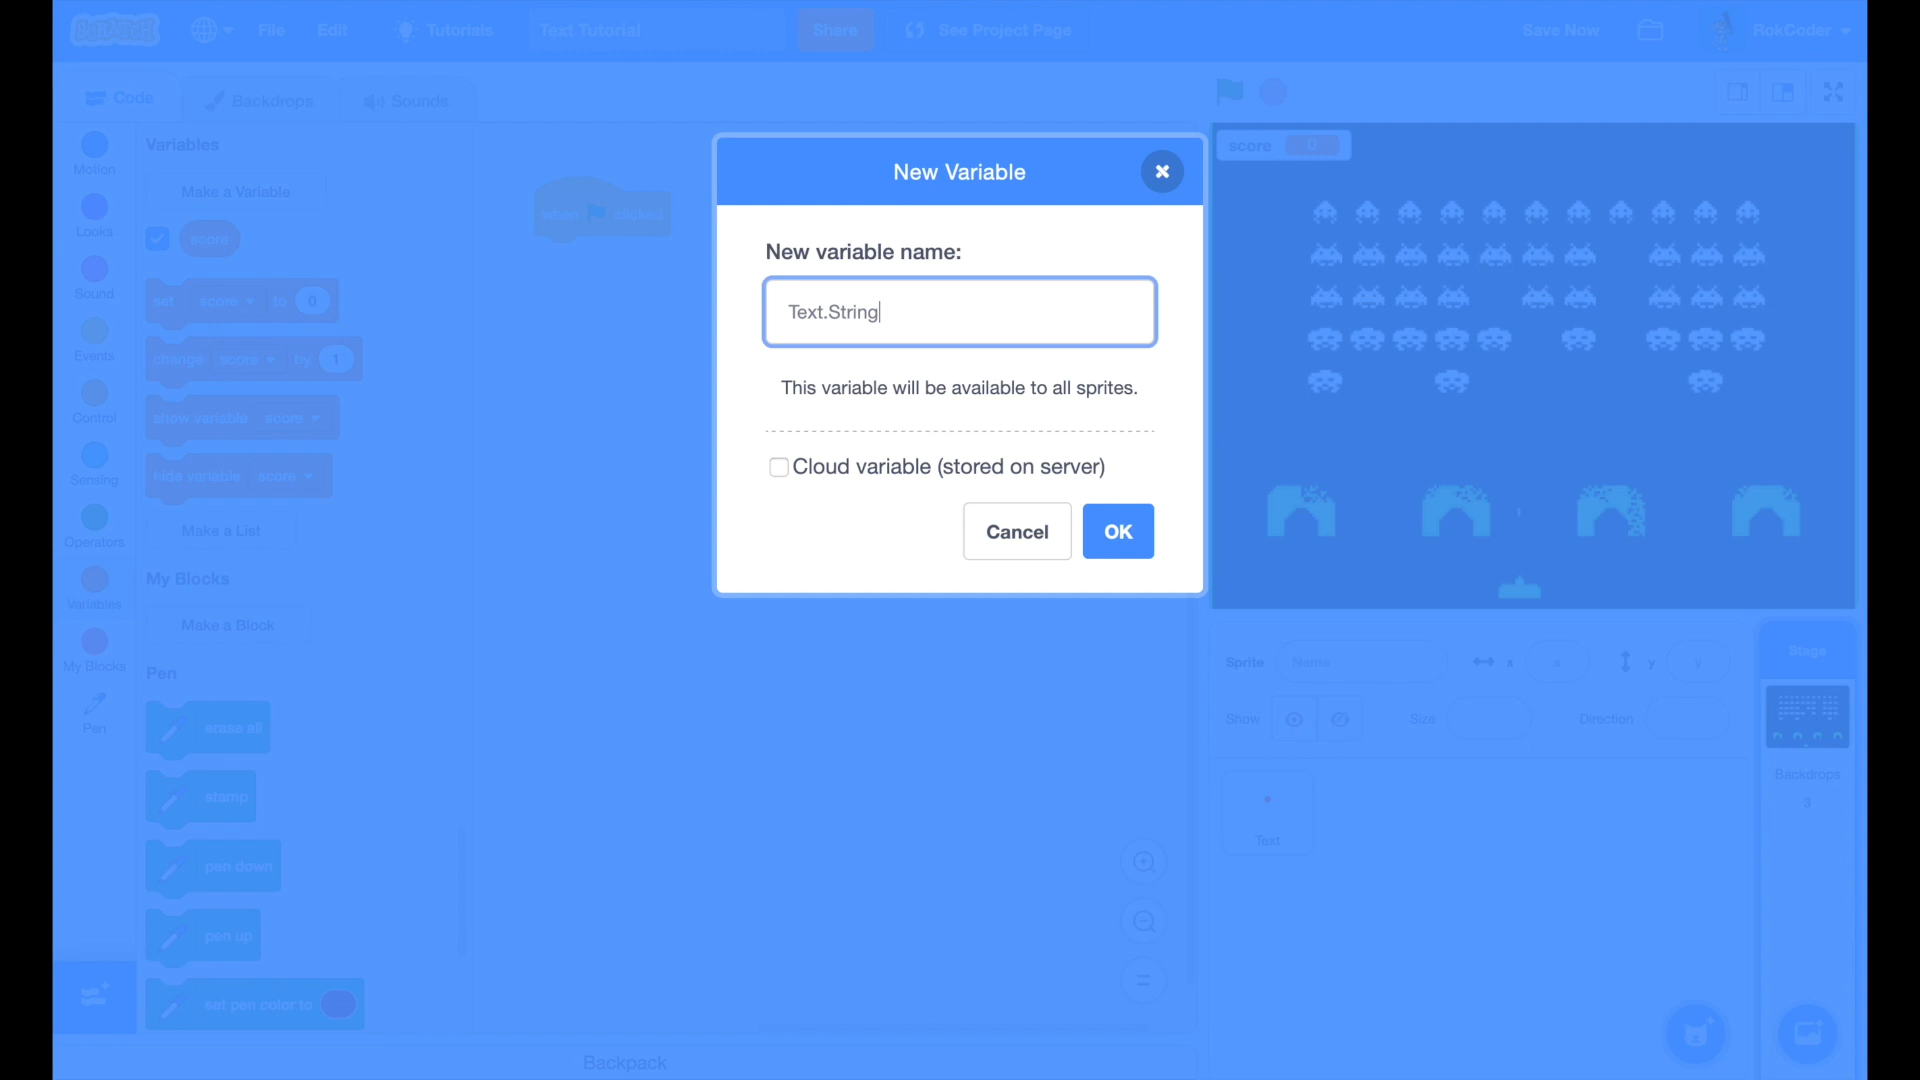 SCRATCH
File
Edit
Tutorials
Text Tutorial
Share
See Project Page
Save Now
RokCoder
Code
Backdrops
Sounds
Motion
Looks
Sound
Events
Control
Sensing
Operators
Variables
My Blocks
Pen
Variables
Make a Variable
score
set score to 0
change score by 1
show variable score
hide variable score
Make a List
My Blocks
Make a Block
Pen
erase all
stamp
pen down
pen up
set pen color to
when clicked
New Variable
New variable name:
Text.String
This variable will be available to all sprites.
Cloud variable (stored on server)
Cancel
OK
score 0
Sprite
Name
x
x
y
y
Show
Size
Direction
Text
Stage
Backdrops
3
Backpack